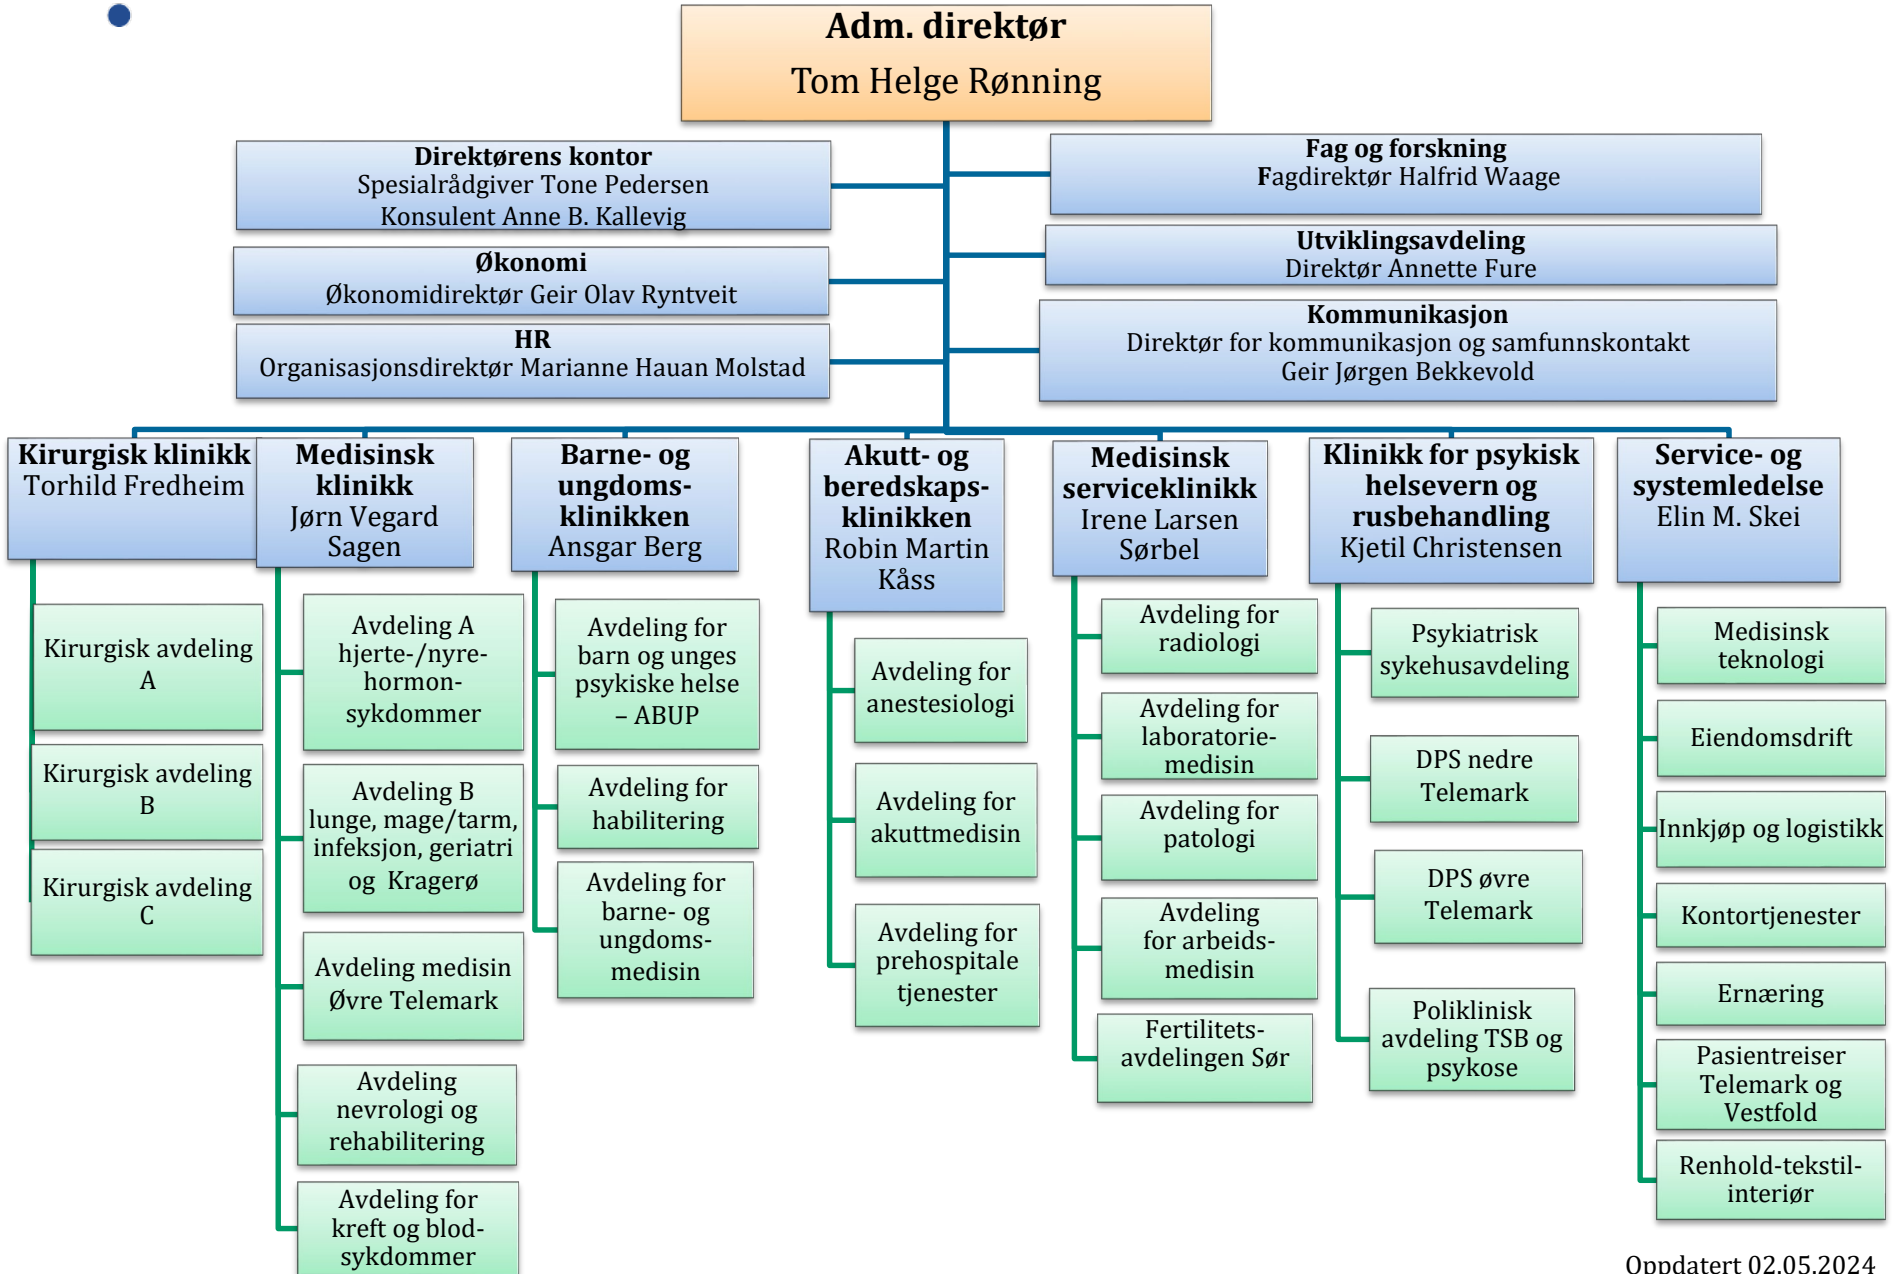 Adm. direktør
Tom Helge Rønning
Direktørens kontor
Spesialrådgiver Tone Pedersen
Konsulent Anne B. Kallevig
Økonomi
Økonomidirektør Geir Olav Ryntveit
HR
Organisasjonsdirektør Marianne Hauan Molstad
Fag og forskning
Fagdirektør Halfrid Waage
Utviklingsavdeling
Direktør Annette Fure
Kommunikasjon
Direktør for kommunikasjon og samfunnskontakt
Geir Jørgen Bekkevold
Kirurgisk klinikk
Torhild Fredheim
Kirurgisk avdeling
A
Kirurgisk avdeling
B
Kirurgisk avdeling
C
Medisinsk
klinikk
Jørn Vegard
Sagen
Avdeling A
hjerte-/nyre-
hormon-
sykdommer
Avdeling B
lunge, mage/tarm,
infeksjon, geriatri
og Kragerø
Avdeling medisin
Øvre Telemark
Avdeling
nevrologi og
rehabilitering
Avdeling for
kreft og blod-
sykdommer
Barne- og
ungdoms-
klinikken
Ansgar Berg
Avdeling for
barn og unges
psykiske helse
– ABUP
Avdeling for
habilitering
Avdeling for
barne- og
ungdoms-
medisin
Akutt- og
beredskaps-
klinikken
Robin Martin
Kåss
Avdeling for
anestesiologi
Avdeling for
akuttmedisin
Avdeling for
prehospitale
tjenester
Medisinsk
serviceklinikk
Irene Larsen
Sørbel
Avdeling for
radiologi
Avdeling for
laboratorie-
medisin
Avdeling for
patologi
Avdeling
for arbeids-
medisin
Fertilitets-
avdelingen Sør
Klinikk for psykisk
helsevern og
rusbehandling
Kjetil Christensen
Psykiatrisk
sykehusavdeling
DPS nedre
Telemark
DPS øvre
Telemark
Poliklinisk
avdeling TSB og
psykose
Service- og
systemledelse
Elin M. Skei
Medisinsk
teknologi
Eiendomsdrift
Innkjøp og logistikk
Kontortjenester
Ernæring
Pasientreiser
Telemark og
Vestfold
Renhold-tekstil-
interiør
Oppdatert 02.05.2024